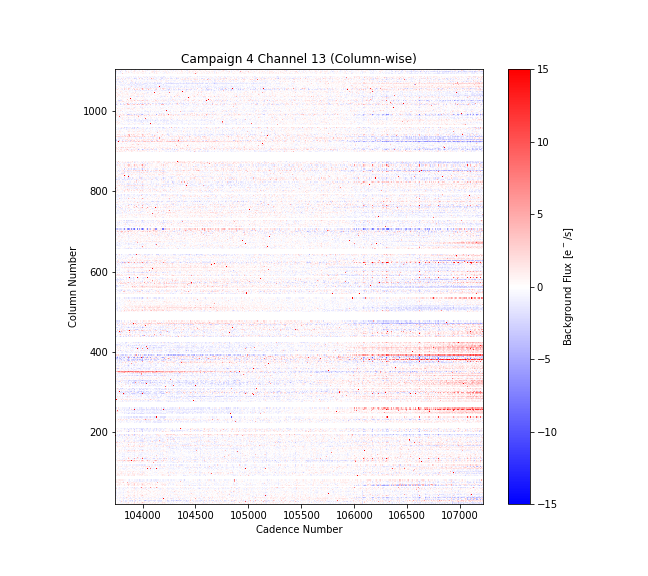 Campaign 4 Channel 13 (Column-wise)
1000
800
600
400
200
Column Number
104000 104500 105000 105500 106000 106500 107000
Cadence Number
15
10
5
0
−5
−10
−15
Background Flux [e⁻/s]